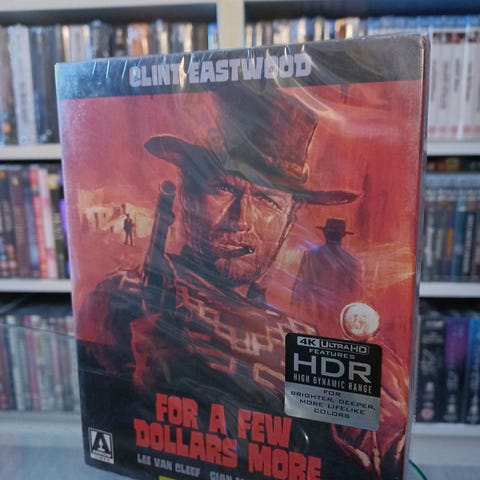 CLINT EASTWOOD
4K ULTRA HD
FEATURES
HDR
HIGH DYNAMIC RANGE
FOR
BRIGHTER, DEEPER,
MORE LIFELIKE
COLORS
FOR A FEW
DOLLARS MORE
LEE VAN CLEEF
ARROW